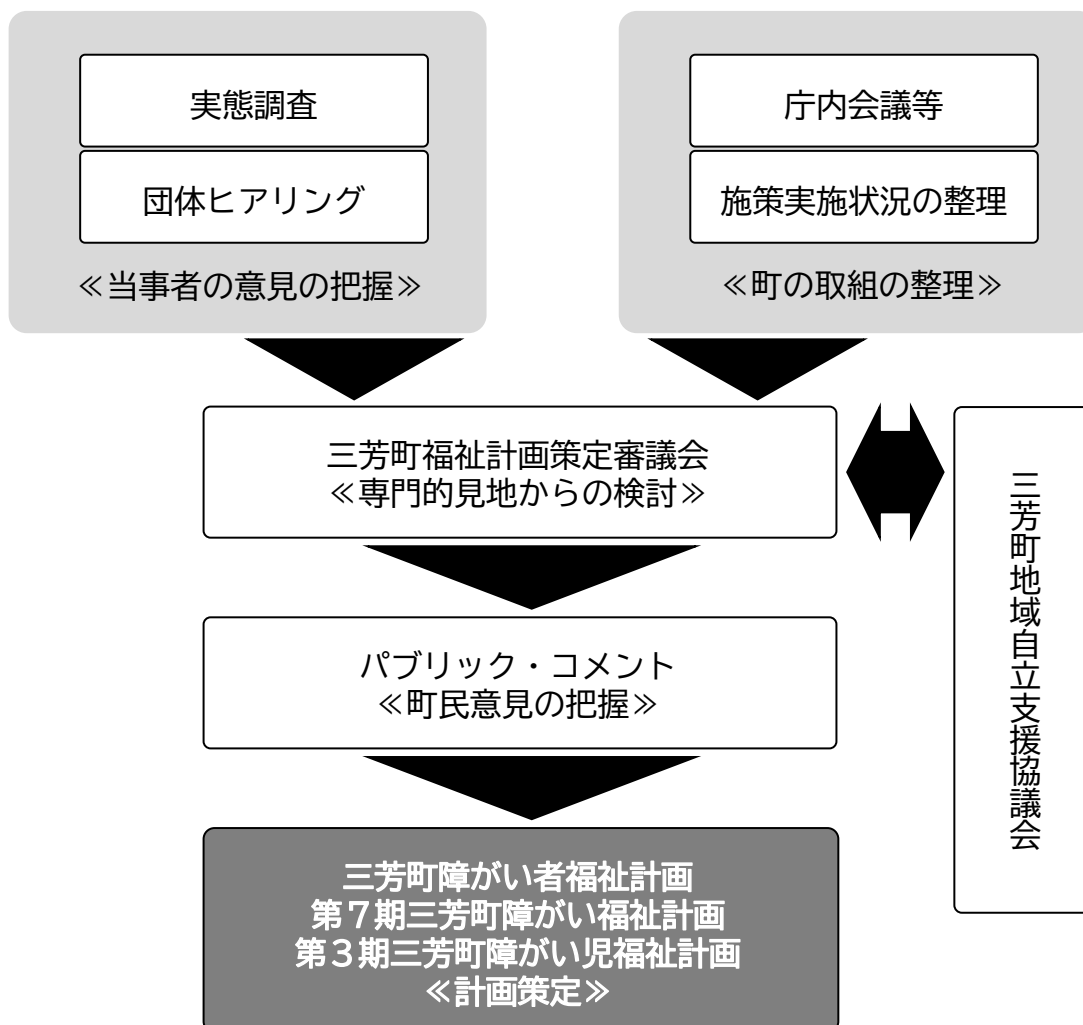 実態調査
団体ヒアリング
≪当事者の意見の把握≫
庁内会議等
施策実施状況の整理
≪町の取組の整理≫
三芳町福祉計画策定審議会
≪専門的見地からの検討≫
三芳町地域自立支援協議会
パブリック・コメント
≪町民意見の把握≫
三芳町障がい者福祉計画
第７期三芳町障がい福祉計画
第３期三芳町障がい児福祉計画
≪計画策定≫